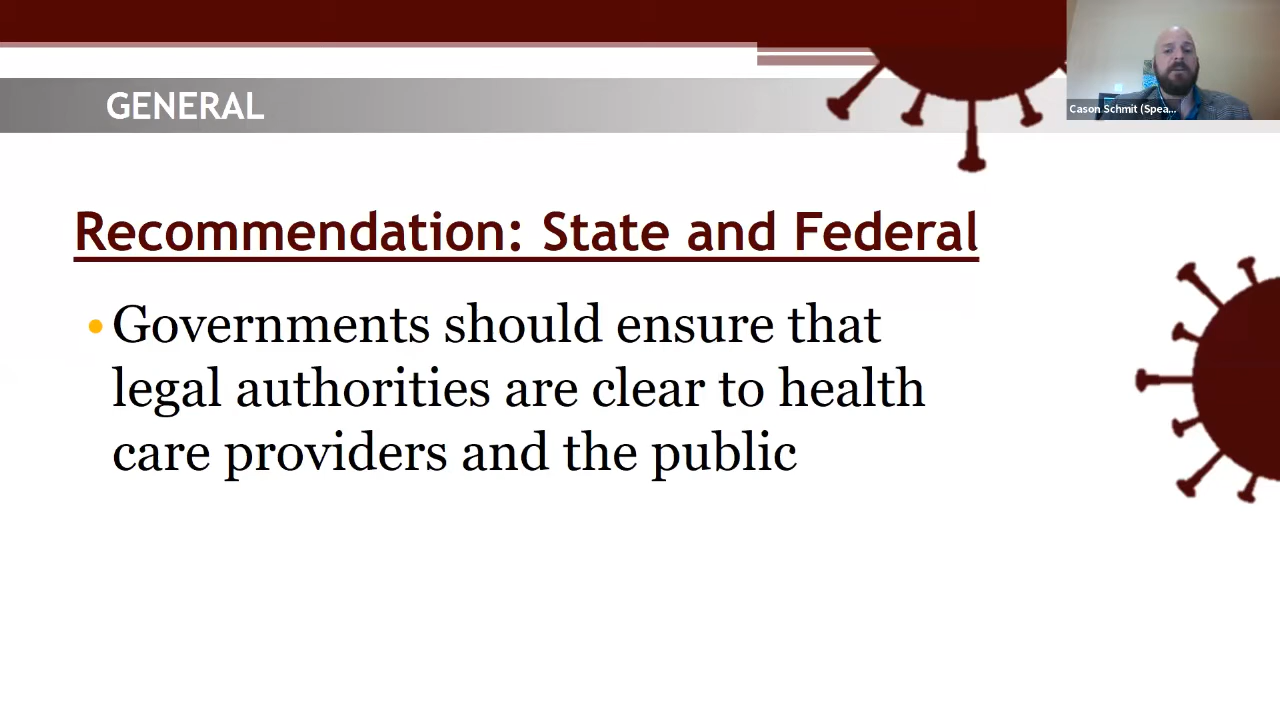 GENERAL
Cason Schmit (Spea...
Recommendation: State and Federal
• Governments should ensure that
legal authorities are clear to health
care providers and the public